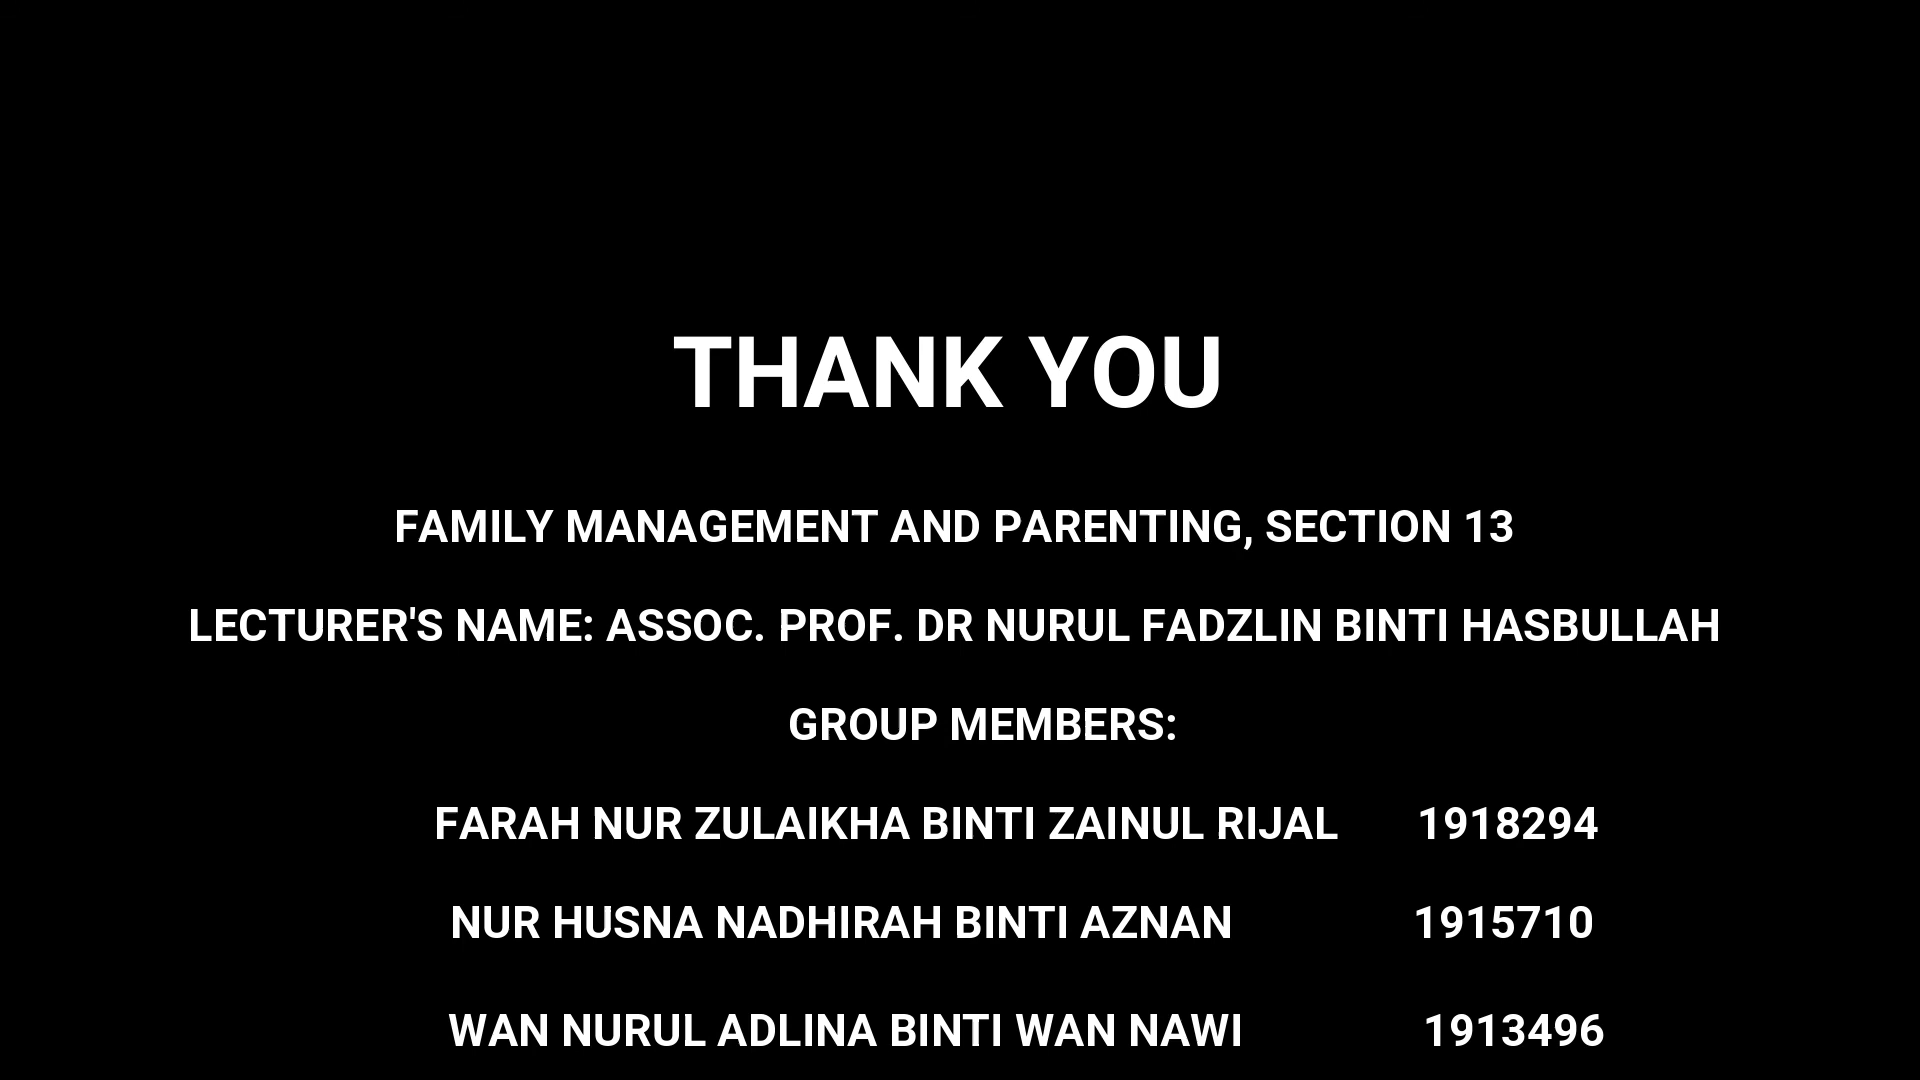 THANK YOU
FAMILY MANAGEMENT AND PARENTING, SECTION 13
LECTURER'S NAME: ASSOC. PROF. DR NURUL FADZLIN BINTI HASBULLAH
GROUP MEMBERS:
FARAH NUR ZULAIKHA BINTI ZAINUL RIJAL 1918294
NUR HUSNA NADHIRAH BINTI AZNAN 1915710
WAN NURUL ADLINA BINTI WAN NAWI 1913496